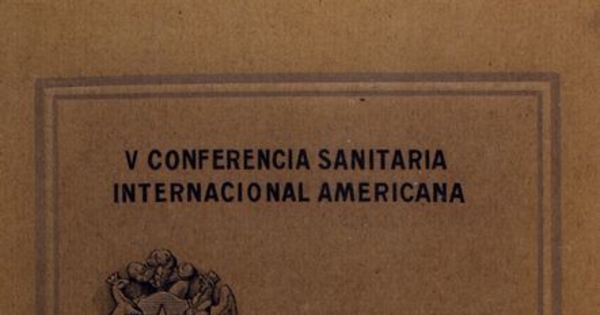 V CONFERENCIA SANITARIA
INTERNACIONAL AMERICANA